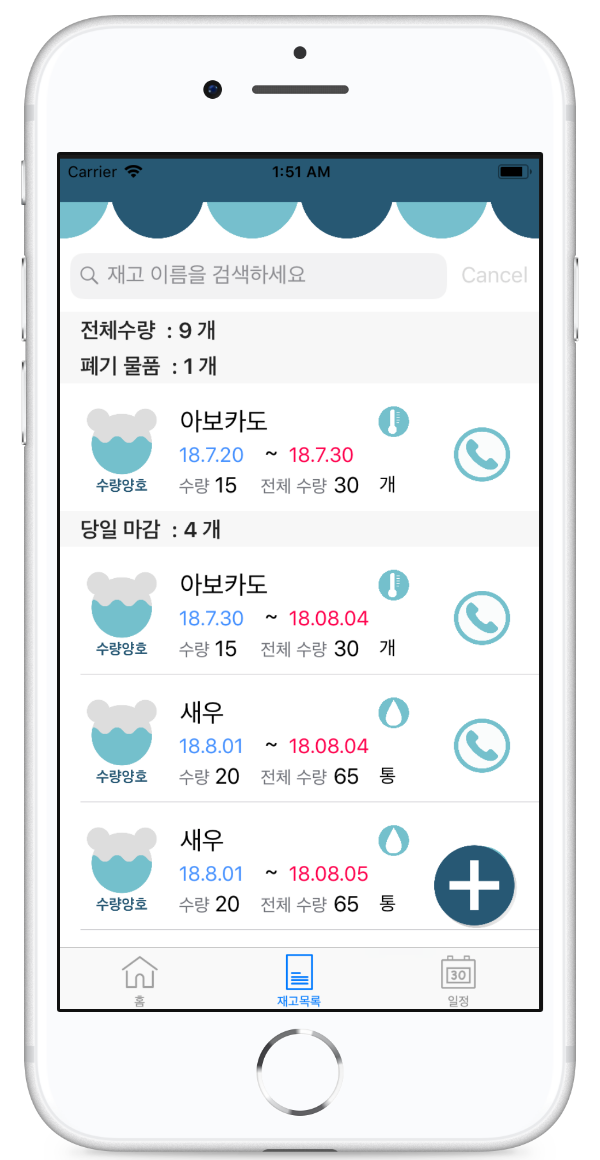 Carrier 1:51 AM
재고 이름을 검색하세요 Cancel
전체수량 : 9 개
폐기 물품 : 1 개
아보카도
18.7.20 ~ 18.7.30
수량양호 수량 15 전체 수량 30 개
당일 마감 : 4 개
아보카도
18.7.30 ~ 18.08.04
수량양호 수량 15 전체 수량 30 개
새우
18.8.01 ~ 18.08.04
수량양호 수량 20 전체 수량 65 통
새우
18.8.01 ~ 18.08.05
수량양호 수량 20 전체 수량 65 통
30
홈 재고목록 일정